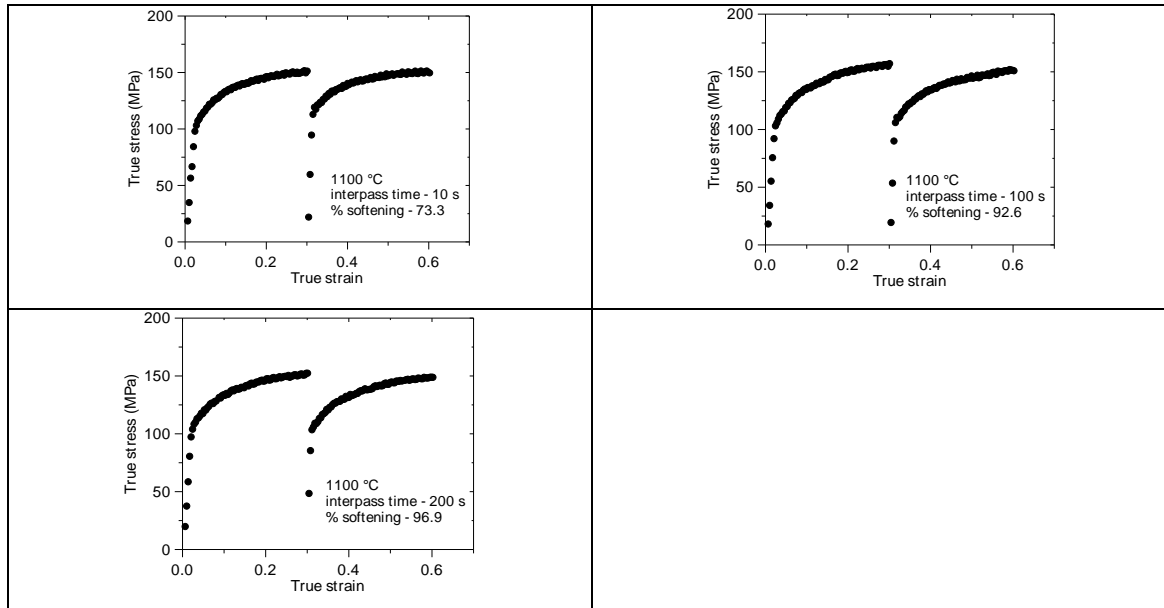 200
150
100
50
0
True stress (MPa)
1100 °C
interpass time - 10 s
% softening - 73.3
0.0 0.2 0.4 0.6
True strain
200
150
100
50
0
True stress (MPa)
1100 °C
interpass time - 100 s
% softening - 92.6
0.0 0.2 0.4 0.6
True strain
200
150
100
50
0
True stress (MPa)
1100 °C
interpass time - 200 s
% softening - 96.9
0.0 0.2 0.4 0.6
True strain